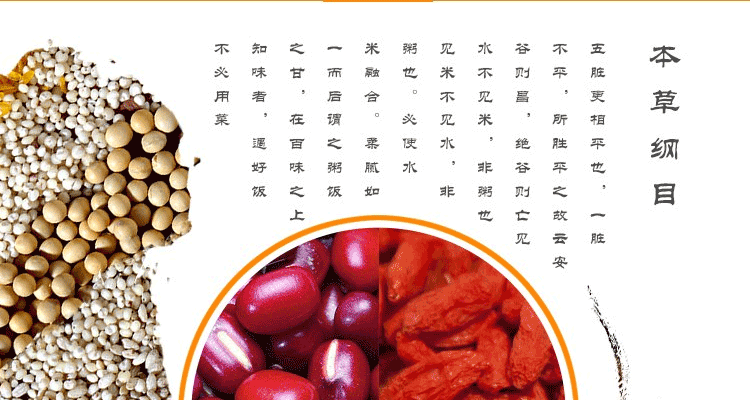 本草纲目
五脏更相平也，一脏
不平，所胜平之故云安
谷则昌，绝谷则亡见
水不见米，非粥也
见米不见水，非
粥也。必使水
米融合。柔腻如
一而后谓之粥饭
之甘，在百味之上
知味者，遇好饭
不必用菜